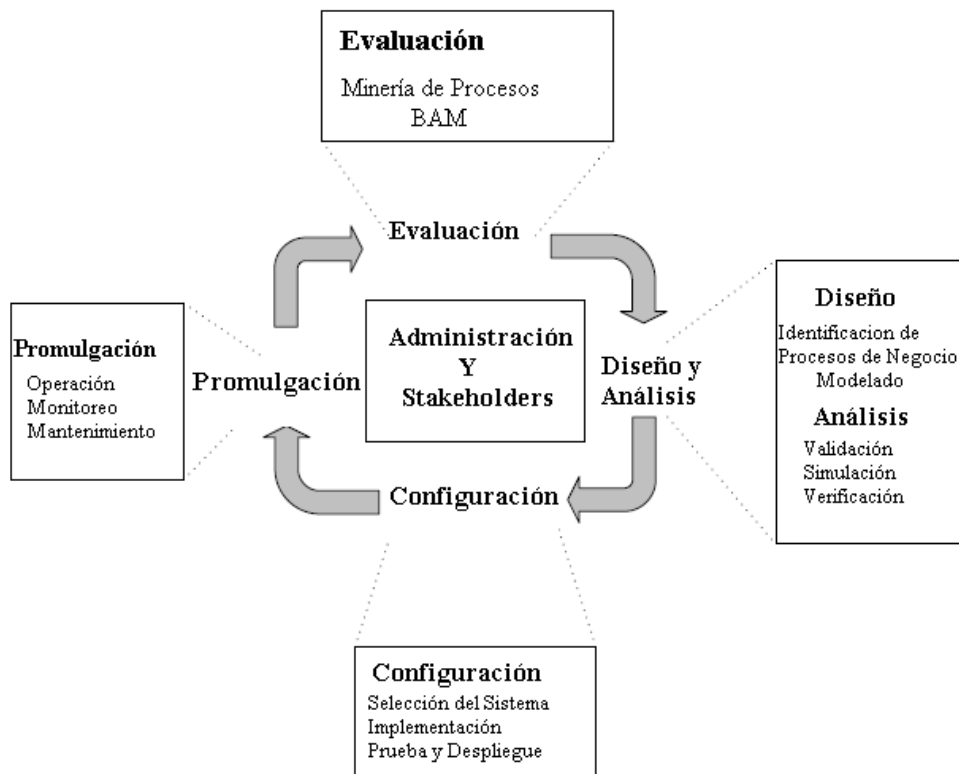 Evaluación
Minería de Procesos
BAM
Evaluación
Administración
Y
Stakeholders
Diseño y
Análisis
Diseño
Identificacion de
Procesos de Negocio
Modelado
Análisis
Validación
Simulación
Verificación
Promulgación
Operación
Monitoreo
Mantenimiento
Promulgación
Configuración
Configuración
Selección del Sistema
Implementación
Prueba y Despliegue